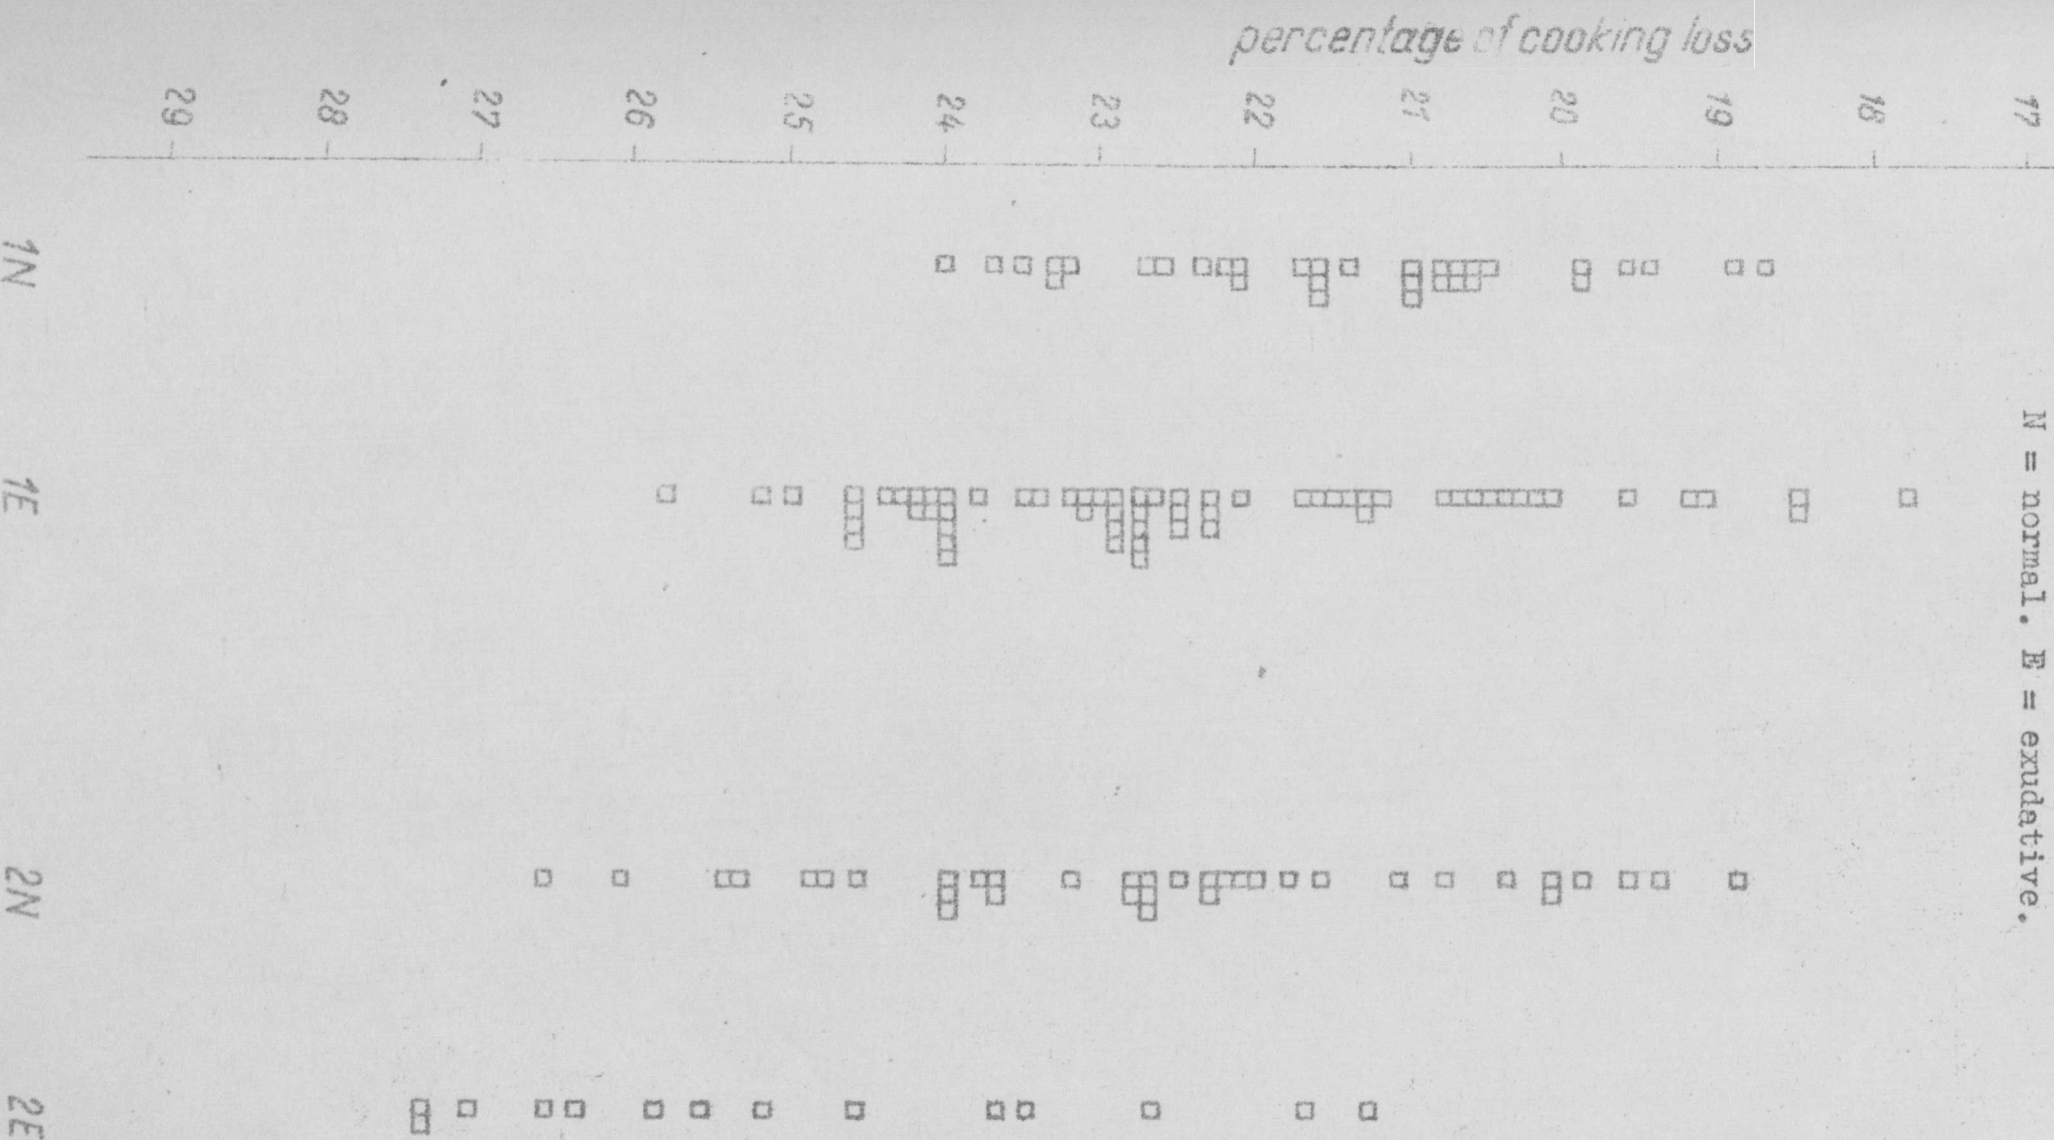 percentage of cooking loss
29 28 27 26 25 24 23 22 21 20 19 18 17
1N
1E
2N
2E
N = normal. E = exudative.